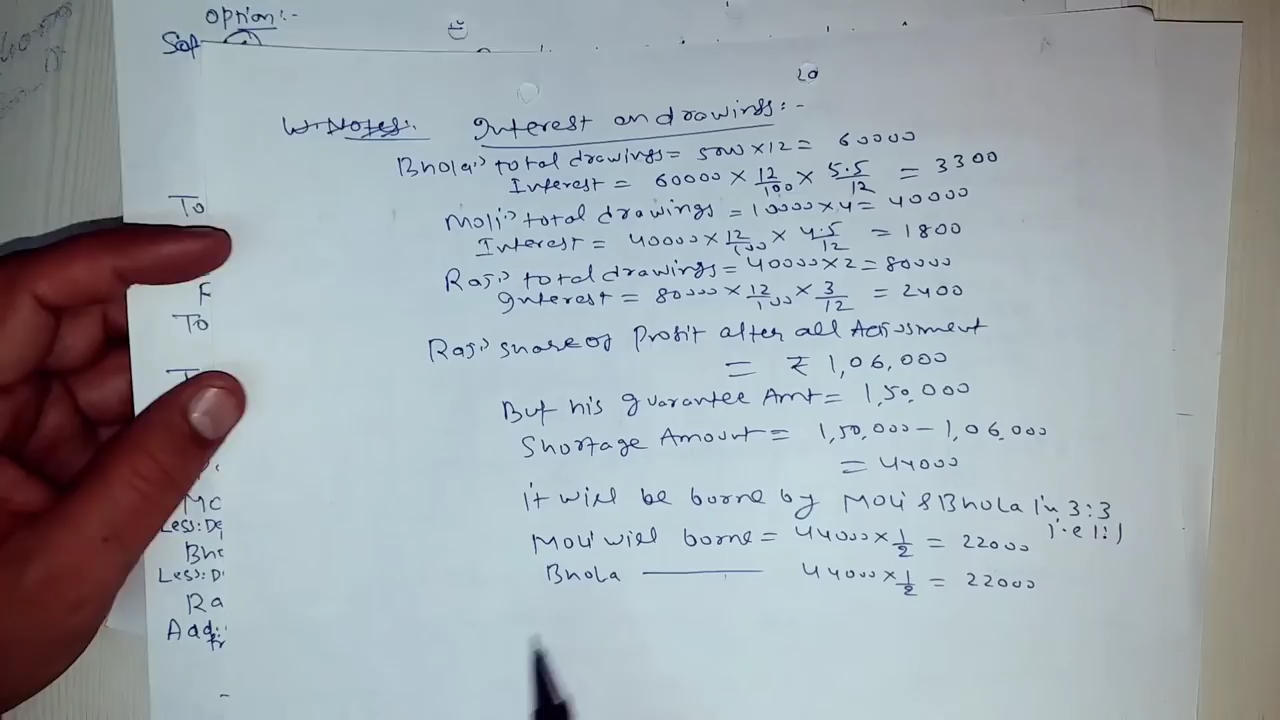 Option:-
20
W. Notes:. Interest on drawings:-
Bhola's total drawings = 5000 × 12 = 60000
Interest = 60000 × 12/100 × 5.5/12 = 3300
Moli's total drawings = 10000 × 4 = 40000
Interest = 40000 × 12/100 × 4.5/12 = 1800
Raj's total drawings = 40000 × 2 = 80000
Interest = 80000 × 12/100 × 3/12 = 2400
Raj's share of Profit after all Adjustment
= ₹ 1,06,000
But his guarantee Amt = 1,50,000
Shortage Amount = 1,50,000 - 1,06,000
= 44000
it will be borne by Moli & Bhola in 3:3
i.e 1:1
Moli will borne = 44000 × 1/2 = 22000
Bhola ——— 44000 × 1/2 = 22000
To
F
To
Less: De
Less: D
Ra
Add: